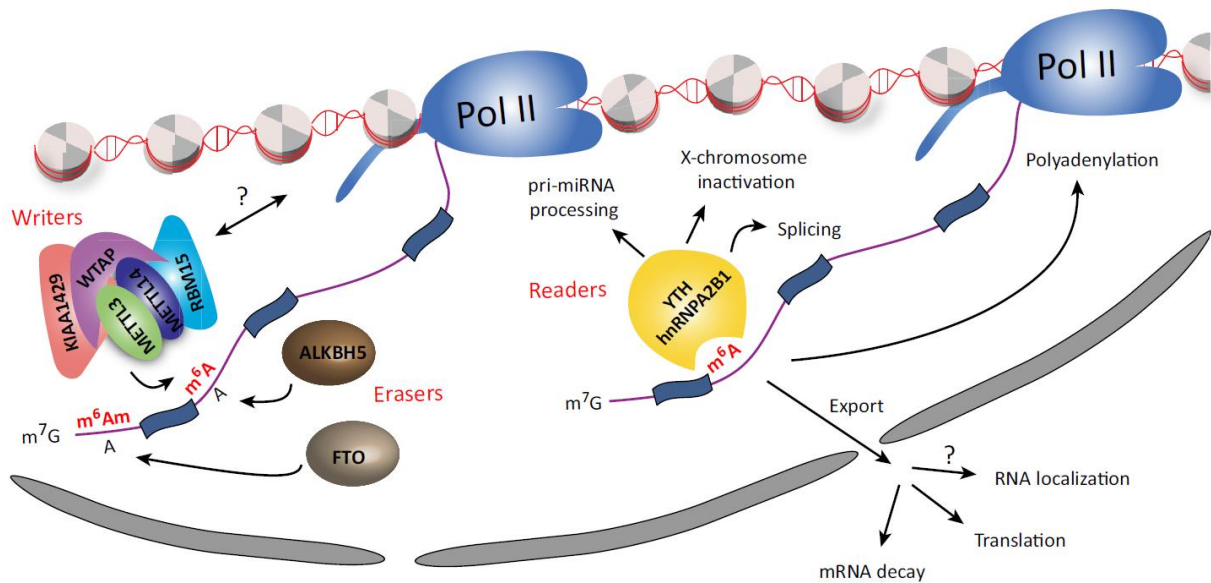 Pol II
Pol II
?
Writers
KIAA1429
WTAP
METTL3
METTL14
RBM15
m⁶A
A
ALKBH5
Erasers
m⁶Am
m⁷G
A
FTO
X-chromosome
inactivation
pri-miRNA
processing
Splicing
Polyadenylation
Readers
YTH
hnRNPA2B1
m⁶A
m⁷G
Export
?
RNA localization
Translation
mRNA decay